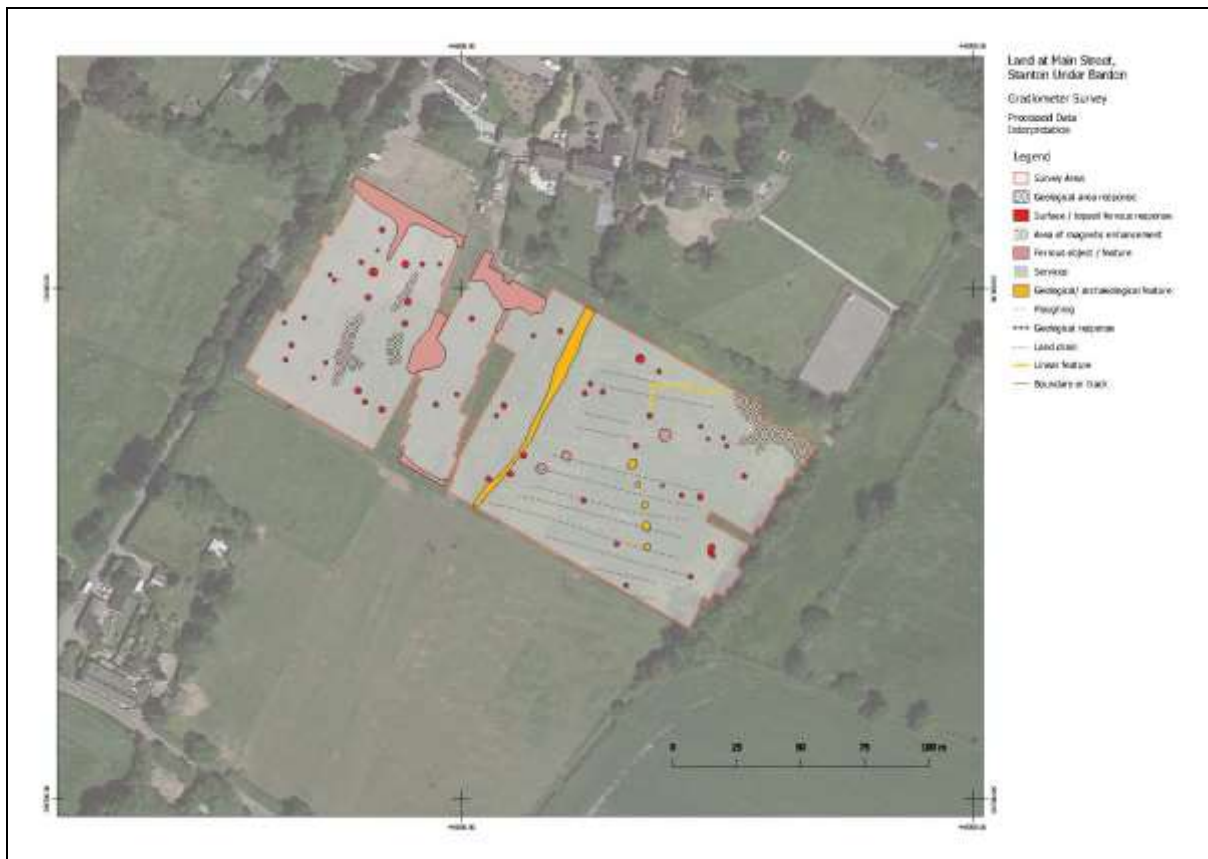 Land at Main Street,
Stanton Under Bardon
Gradiometer Survey
Processed Data
Interpretation
Legend
Survey Area
Geological area response
Surface / topsoil ferrous response
Area of magnetic enhancement
Ferrous object / feature
Services
Geological/ archaeological feature
Ploughing
Geological response
Land drain
Linear feature
Boundary or track
0 25 50 75 100 m